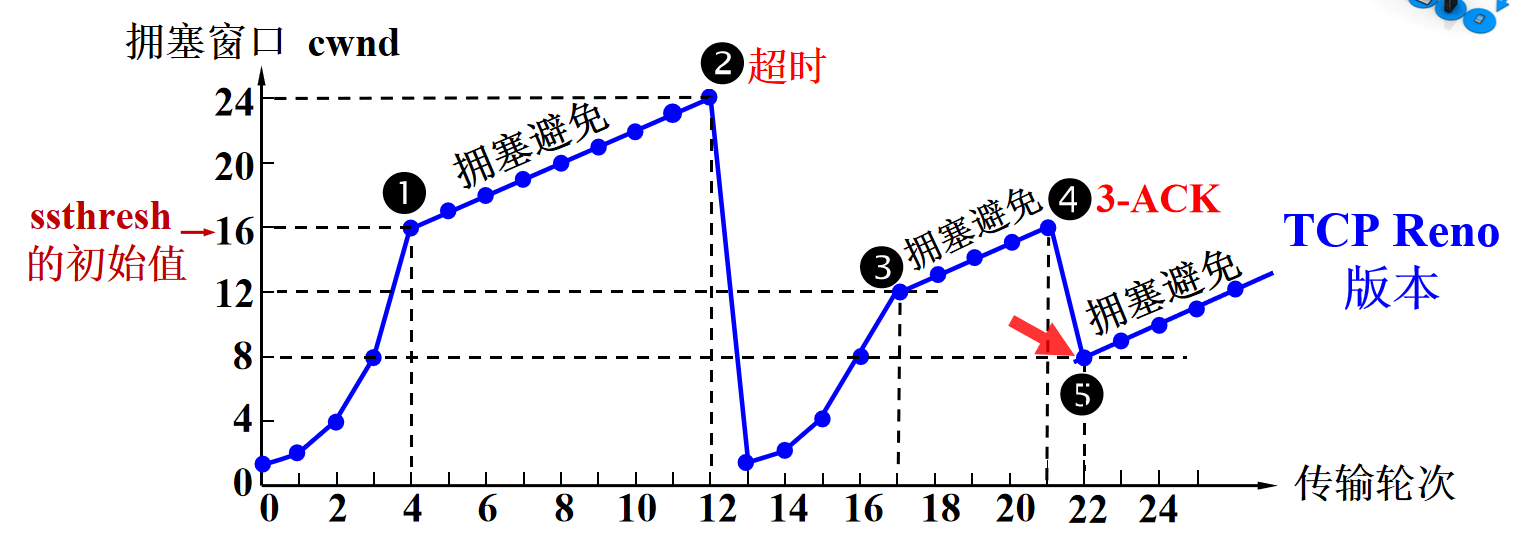 拥塞窗口 cwnd
❷ 超时
24
拥塞避免
20
❶
ssthresh
的初始值
16
拥塞避免
❹ 3-ACK
❸
TCP Reno
版本
12
拥塞避免
8
❺
4
0
0 2 4 6 8 10 12 14 16 18 20 22 24
传输轮次